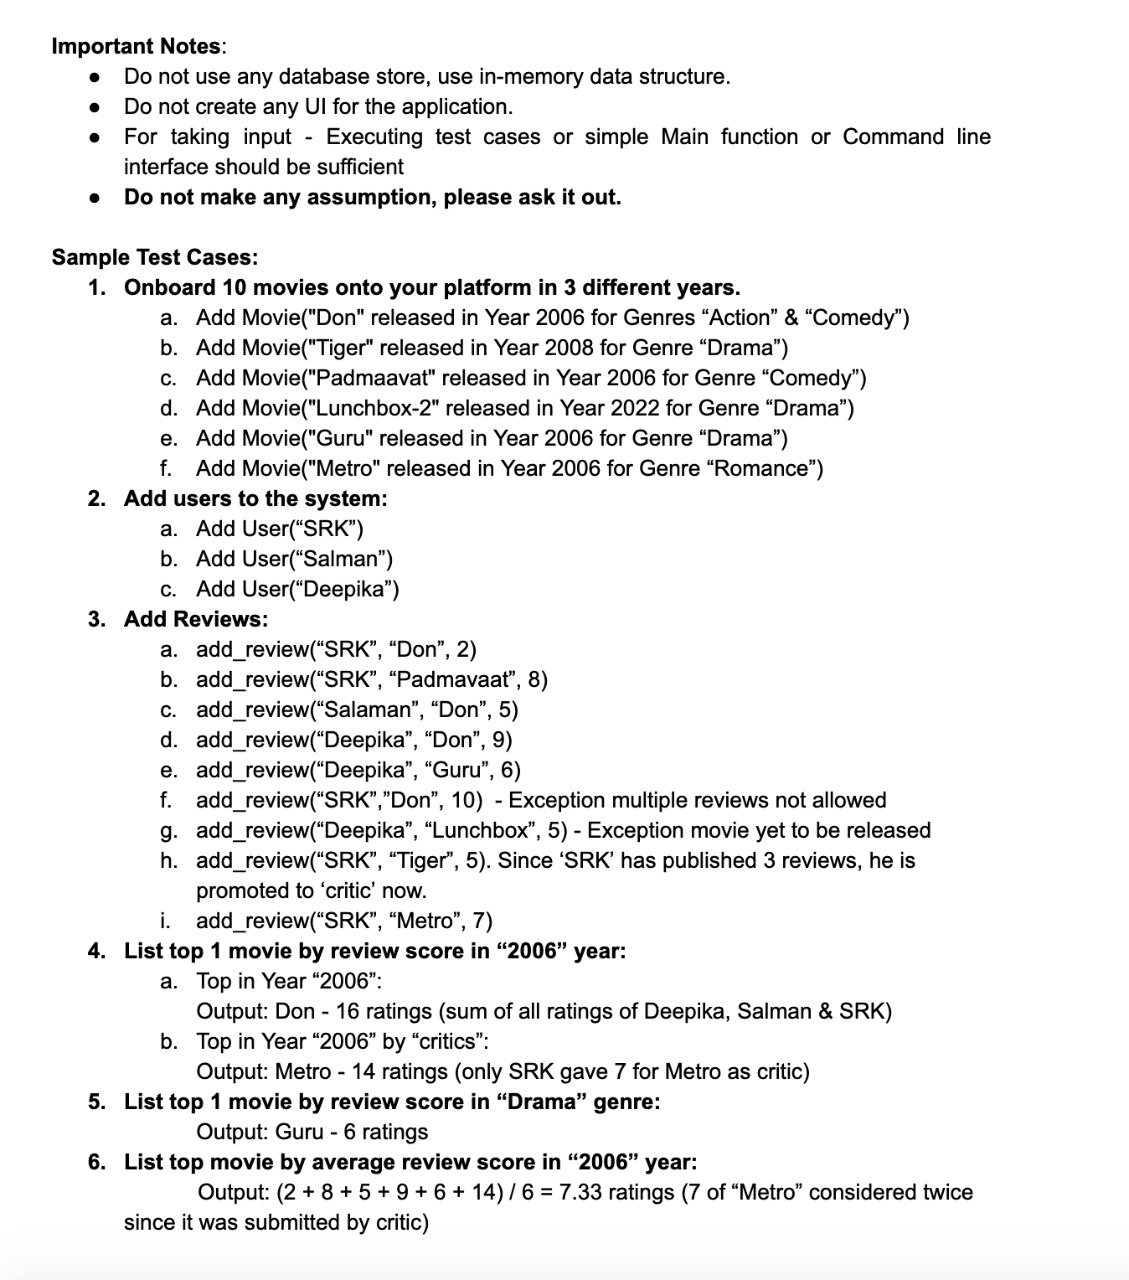 Important Notes:
● Do not use any database store, use in-memory data structure.
● Do not create any UI for the application.
● For taking input - Executing test cases or simple Main function or Command line
interface should be sufficient
● Do not make any assumption, please ask it out.
Sample Test Cases:
1. Onboard 10 movies onto your platform in 3 different years.
a. Add Movie("Don" released in Year 2006 for Genres “Action” & “Comedy”)
b. Add Movie("Tiger" released in Year 2008 for Genre “Drama”)
c. Add Movie("Padmaavat" released in Year 2006 for Genre “Comedy”)
d. Add Movie("Lunchbox-2" released in Year 2022 for Genre “Drama”)
e. Add Movie("Guru" released in Year 2006 for Genre “Drama”)
f. Add Movie("Metro" released in Year 2006 for Genre “Romance”)
2. Add users to the system:
a. Add User(“SRK”)
b. Add User(“Salman”)
c. Add User(“Deepika”)
3. Add Reviews:
a. add_review(“SRK”, “Don”, 2)
b. add_review(“SRK”, “Padmavaat”, 8)
c. add_review(“Salaman”, “Don”, 5)
d. add_review(“Deepika”, “Don”, 9)
e. add_review(“Deepika”, “Guru”, 6)
f. add_review(“SRK”,”Don”, 10) - Exception multiple reviews not allowed
g. add_review(“Deepika”, “Lunchbox”, 5) - Exception movie yet to be released
h. add_review(“SRK”, “Tiger”, 5). Since ‘SRK’ has published 3 reviews, he is
promoted to ‘critic’ now.
i. add_review(“SRK”, “Metro”, 7)
4. List top 1 movie by review score in “2006” year:
a. Top in Year “2006”:
Output: Don - 16 ratings (sum of all ratings of Deepika, Salman & SRK)
b. Top in Year “2006” by “critics”:
Output: Metro - 14 ratings (only SRK gave 7 for Metro as critic)
5. List top 1 movie by review score in “Drama” genre:
Output: Guru - 6 ratings
6. List top movie by average review score in “2006” year:
Output: (2 + 8 + 5 + 9 + 6 + 14) / 6 = 7.33 ratings (7 of “Metro” considered twice
since it was submitted by critic)